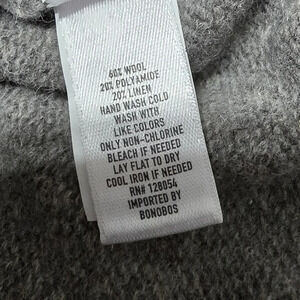 60% WOOL
20% POLYAMIDE
20% LINEN
HAND WASH COLD
WASH WITH
LIKE COLORS
ONLY NON-CHLORINE
BLEACH IF NEEDED
LAY FLAT TO DRY
COOL IRON IF NEEDED
RN# 128054
IMPORTED BY
BONOBOS